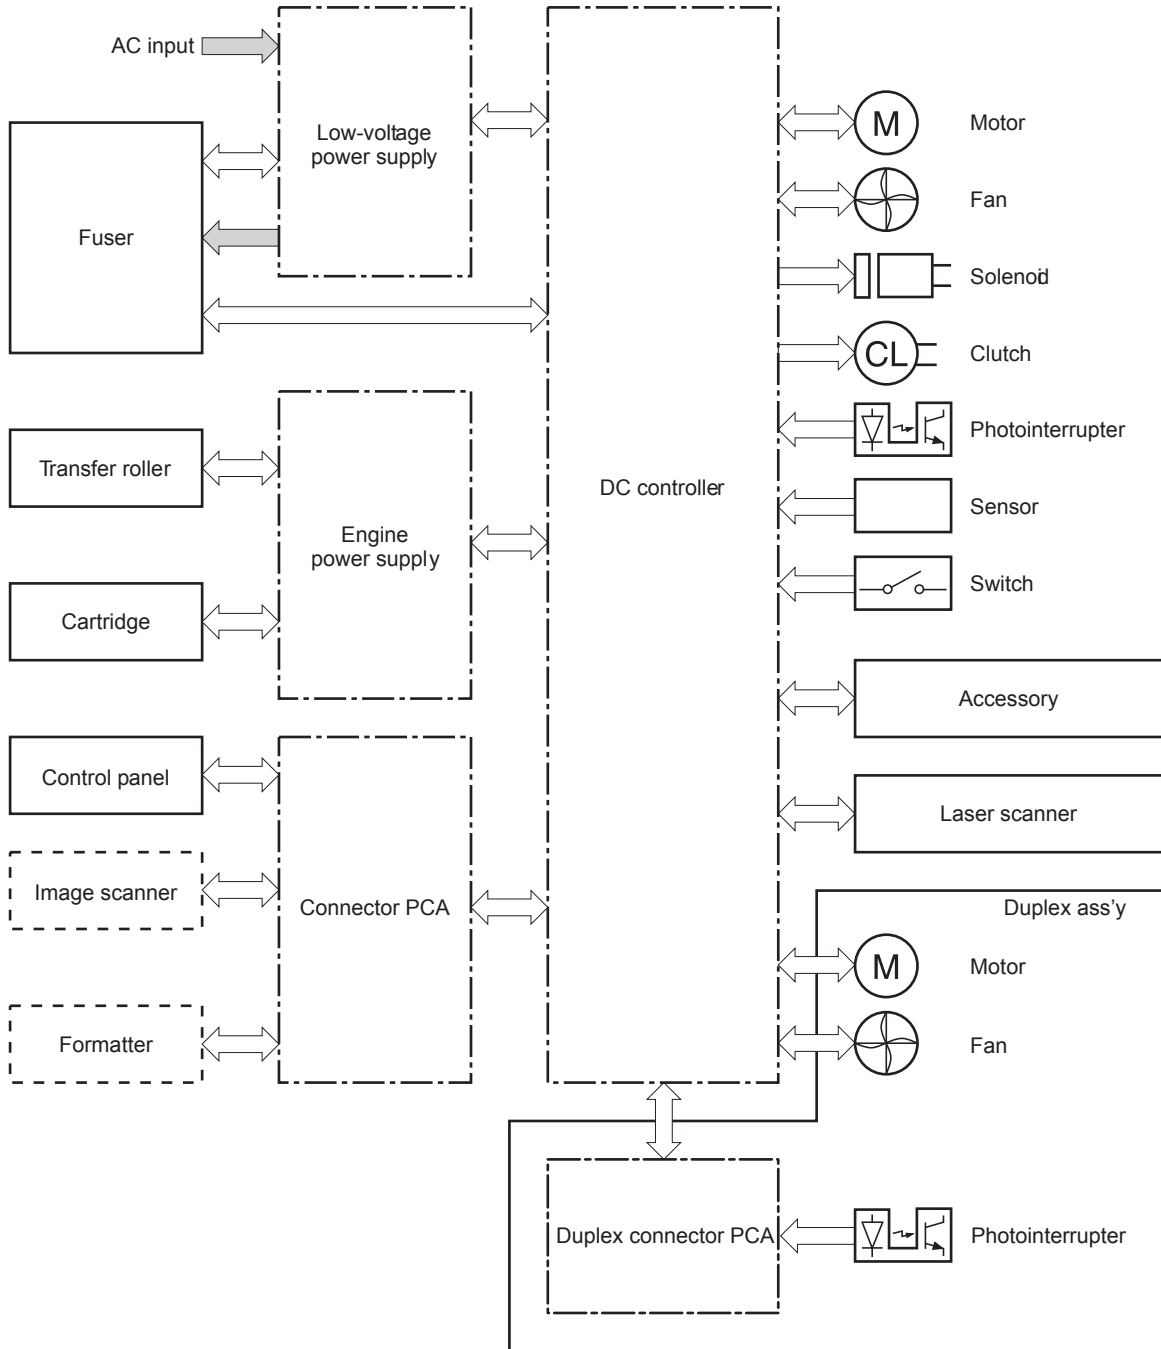 AC input
Low-voltage
power supply
Fuser
Transfer roller
Engine
power supply
Cartridge
Control panel
Image scanner
Connector PCA
Formatter
DC controller
M
Motor
Fan
Solenoid
CL
Clutch
Photointerrupter
Sensor
Switch
Accessory
Laser scanner
Duplex ass'y
M
Motor
Fan
Duplex connector PCA
Photointerrupter